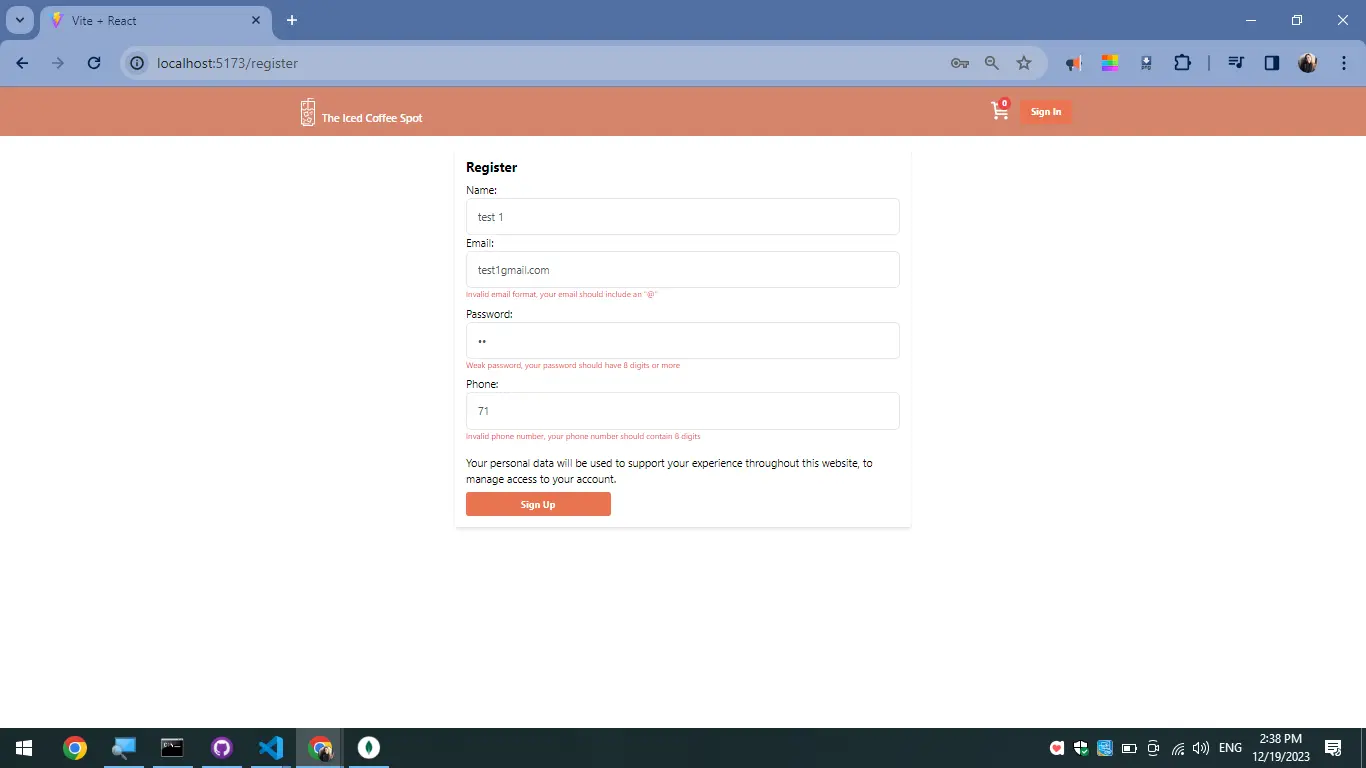 Vite + React
localhost:5173/register
The Iced Coffee Spot
0
Sign In
Register
Name:
test 1
Email:
test1gmail.com
Invalid email format, your email should include an "@"
Password:
••
Weak password, your password should have 8 digits or more
Phone:
71
Invalid phone number, your phone number should contain 8 digits
Your personal data will be used to support your experience throughout this website, to
manage access to your account.
Sign Up
ENG
2:38 PM
12/19/2023